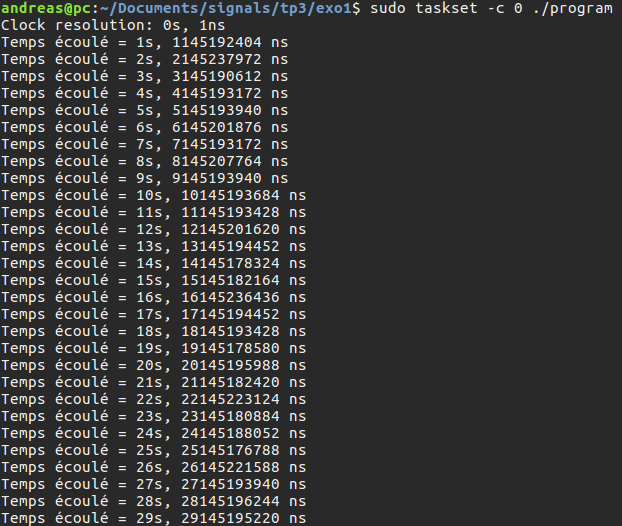 andreas@pc:~/Documents/signals/tp3/exo1$ sudo taskset -c 0 ./program
Clock resolution: 0s, 1ns
Temps écoulé = 1s, 1145192404 ns
Temps écoulé = 2s, 2145237972 ns
Temps écoulé = 3s, 3145190612 ns
Temps écoulé = 4s, 4145193172 ns
Temps écoulé = 5s, 5145193940 ns
Temps écoulé = 6s, 6145201876 ns
Temps écoulé = 7s, 7145193172 ns
Temps écoulé = 8s, 8145207764 ns
Temps écoulé = 9s, 9145193940 ns
Temps écoulé = 10s, 10145193684 ns
Temps écoulé = 11s, 11145193428 ns
Temps écoulé = 12s, 12145201620 ns
Temps écoulé = 13s, 13145194452 ns
Temps écoulé = 14s, 14145178324 ns
Temps écoulé = 15s, 15145182164 ns
Temps écoulé = 16s, 16145236436 ns
Temps écoulé = 17s, 17145194452 ns
Temps écoulé = 18s, 18145193428 ns
Temps écoulé = 19s, 19145178580 ns
Temps écoulé = 20s, 20145195988 ns
Temps écoulé = 21s, 21145182420 ns
Temps écoulé = 22s, 22145223124 ns
Temps écoulé = 23s, 23145180884 ns
Temps écoulé = 24s, 24145188052 ns
Temps écoulé = 25s, 25145176788 ns
Temps écoulé = 26s, 26145221588 ns
Temps écoulé = 27s, 27145193940 ns
Temps écoulé = 28s, 28145196244 ns
Temps écoulé = 29s, 29145195220 ns